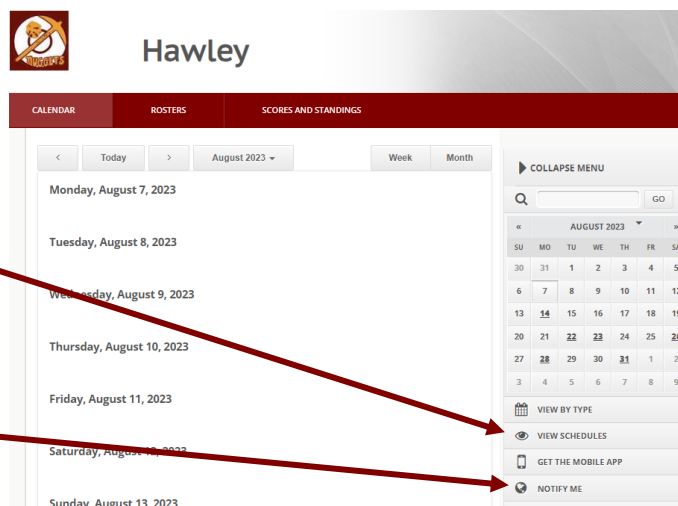 NUGGETS
Hawley
CALENDAR ROSTERS SCORES AND STANDINGS
< Today > August 2023 Week Month
Monday, August 7, 2023
Tuesday, August 8, 2023
Wednesday, August 9, 2023
Thursday, August 10, 2023
Friday, August 11, 2023
Saturday, August 12, 2023
Sunday, August 13, 2023
COLLAPSE MENU
GO
« AUGUST 2023 »
SU MO TU WE TH FR SA
30 31 1 2 3 4 5
6 7 8 9 10 11 12
13 14 15 16 17 18 19
20 21 22 23 24 25 26
27 28 29 30 31 1 2
3 4 5 6 7 8 9
VIEW BY TYPE
VIEW SCHEDULES
GET THE MOBILE APP
NOTIFY ME